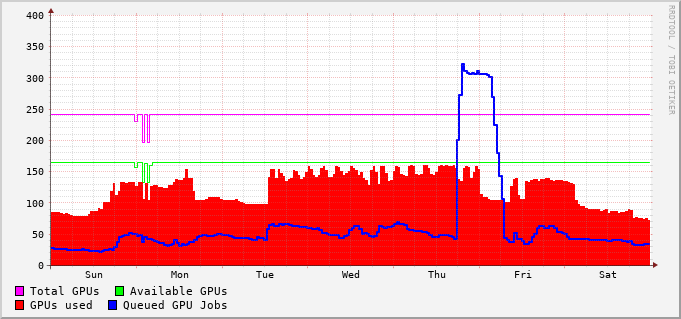 400
350
300
250
200
150
100
50
0
Sun Mon Tue Wed Thu Fri Sat
Total GPUs Available GPUs
GPUs used Queued GPU Jobs
RRDTOOL / TOBI OETIKER